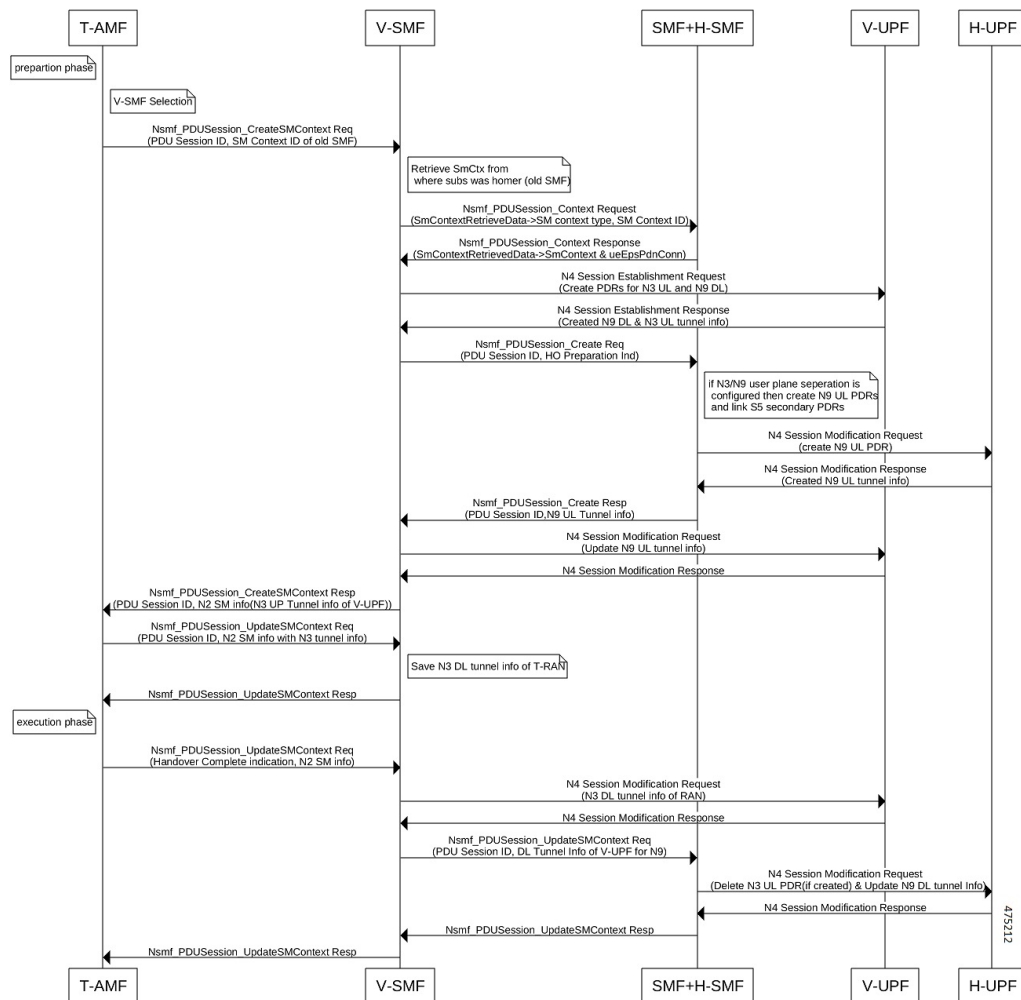 T-AMF
V-SMF
SMF+H-SMF
V-UPF
H-UPF
prepartion phase
V-SMF Selection
Nsmf_PDUSession_CreateSMContext Req
(PDU Session ID, SM Context ID of old SMF)
Retrieve SmCtx from
where subs was homer (old SMF)
Nsmf_PDUSession_Context Request
(SmContextRetrieveData->SM context type, SM Context ID)
Nsmf_PDUSession_Context Response
(SmContextRetrievedData->SmContext & ueEpsPdnConn)
N4 Session Establishment Request
(Create PDRs for N3 UL and N9 DL)
N4 Session Establishment Response
(Created N9 DL & N3 UL tunnel info)
Nsmf_PDUSession_Create Req
(PDU Session ID, HO Preparation Ind)
if N3/N9 user plane seperation is
configured then create N9 UL PDRs
and link S5 secondary PDRs
N4 Session Modification Request
(create N9 UL PDR)
N4 Session Modification Response
(Created N9 UL tunnel info)
Nsmf_PDUSession_Create Resp
(PDU Session ID,N9 UL Tunnel info)
N4 Session Modification Request
(Update N9 UL tunnel info)
N4 Session Modification Response
Nsmf_PDUSession_CreateSMContext Resp
(PDU Session ID, N2 SM info(N3 UP Tunnel info of V-UPF))
Nsmf_PDUSession_UpdateSMContext Req
(PDU Session ID, N2 SM info with N3 tunnel info)
Save N3 DL tunnel info of T-RAN
Nsmf_PDUSession_UpdateSMContext Resp
execution phase
Nsmf_PDUSession_UpdateSMContext Req
(Handover Complete indication, N2 SM info)
N4 Session Modification Request
(N3 DL tunnel info of RAN)
N4 Session Modification Response
Nsmf_PDUSession_UpdateSMContext Req
(PDU Session ID, DL Tunnel Info of V-UPF for N9)
N4 Session Modification Request
(Delete N3 UL PDR(if created) & Update N9 DL tunnel Info)
N4 Session Modification Response
475212
Nsmf_PDUSession_UpdateSMContext Resp
Nsmf_PDUSession_UpdateSMContext Resp
T-AMF
V-SMF
SMF+H-SMF
V-UPF
H-UPF